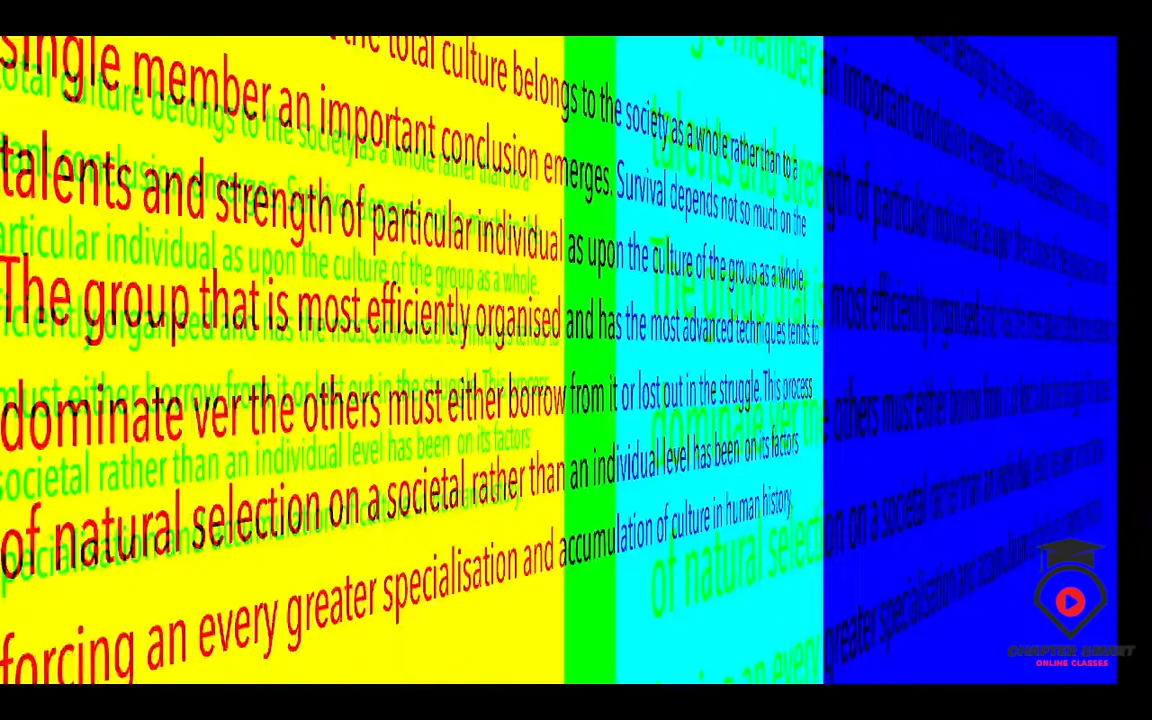 the total culture belongs to the society as a whole rather than to a
single member an important conclusion emerges. Survival depends not so much on the
talents and strength of particular individual as upon the culture of the group as a whole.
The group that is most efficiently organised and has the most advanced techniques tends to
dominate ver the others must either borrow from it or lost out in the struggle. This process
of natural selection on a societal rather than an individual level has been on its factors
forcing an every greater specialisation and accumulation of culture in human history
CHAPTER SMART
ONLINE CLASSES